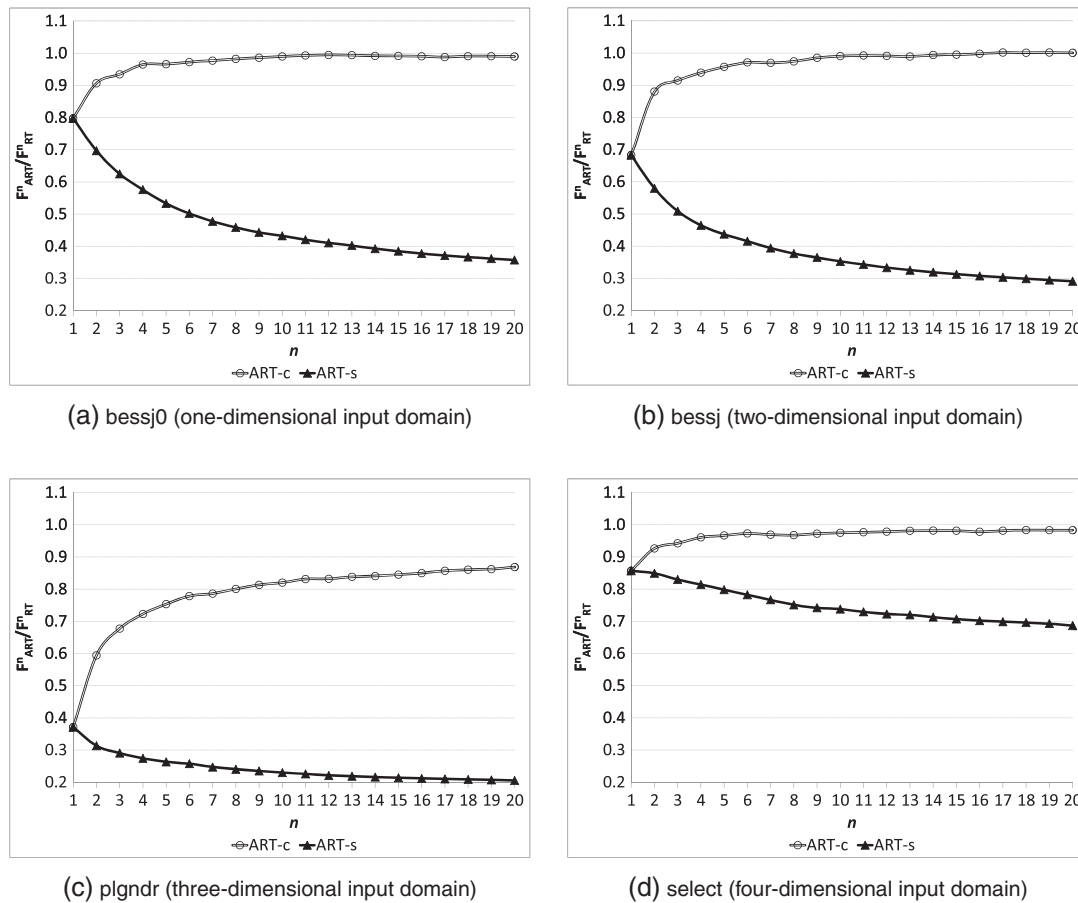 1.1
1.0
0.9
0.8
0.7
0.6
0.5
0.4
0.3
0.2
FⁿART/FⁿRT
1 2 3 4 5 6 7 8 9 10 11 12 13 14 15 16 17 18 19 20
n
ART-c ART-s
(a) bessj0 (one-dimensional input domain)
1.1
1.0
0.9
0.8
0.7
0.6
0.5
0.4
0.3
0.2
FⁿART/FⁿRT
1 2 3 4 5 6 7 8 9 10 11 12 13 14 15 16 17 18 19 20
n
ART-c ART-s
(b) bessj (two-dimensional input domain)
1.1
1.0
0.9
0.8
0.7
0.6
0.5
0.4
0.3
0.2
FⁿART/FⁿRT
1 2 3 4 5 6 7 8 9 10 11 12 13 14 15 16 17 18 19 20
n
ART-c ART-s
(c) plgndr (three-dimensional input domain)
1.1
1.0
0.9
0.8
0.7
0.6
0.5
0.4
0.3
0.2
FⁿART/FⁿRT
1 2 3 4 5 6 7 8 9 10 11 12 13 14 15 16 17 18 19 20
n
ART-c ART-s
(d) select (four-dimensional input domain)